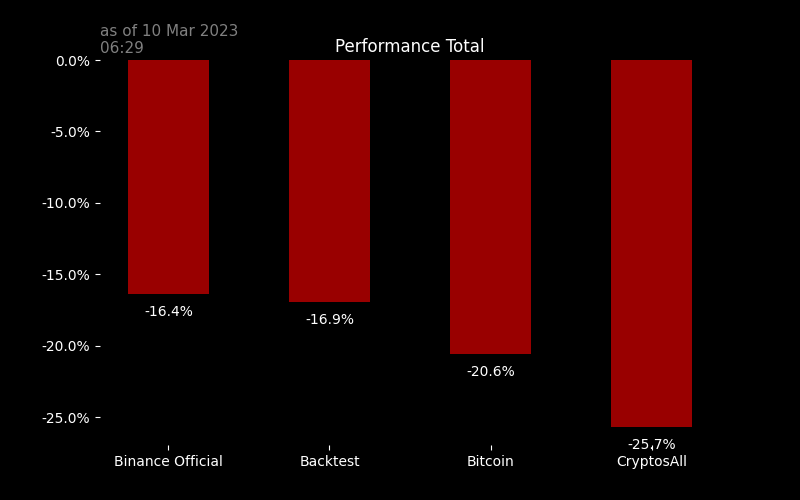 as of 10 Mar 2023
06:29
Performance Total
0.0%
-5.0%
-10.0%
-15.0%
-20.0%
-25.0%
-16.4%
-16.9%
-20.6%
-25.7%
Binance Official
Backtest
Bitcoin
CryptosAll